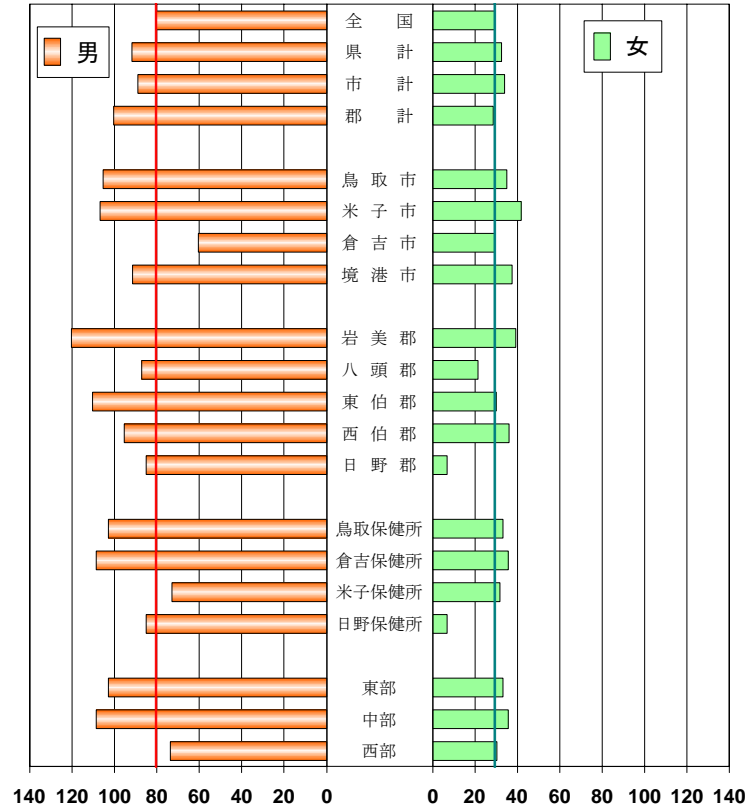 男
女
全 国
県 計
市 計
郡 計
鳥 取 市
米 子 市
倉 吉 市
境 港 市
岩 美 郡
八 頭 郡
東 伯 郡
西 伯 郡
日 野 郡
鳥取保健所
倉吉保健所
米子保健所
日野保健所
東部
中部
西部
140 120 100 80 60 40 20 0
0 20 40 60 80 100 120 140